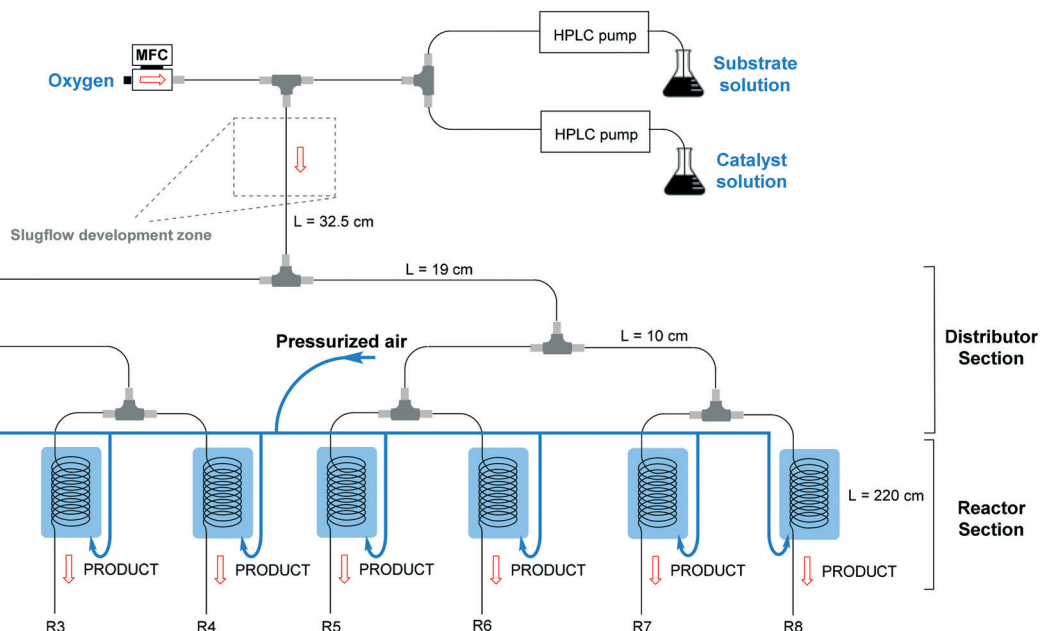 HPLC pump
MFC
Oxygen
Substrate
solution
HPLC pump
Catalyst
solution
L = 32.5 cm
Slugflow development zone
L = 19 cm
Pressurized air
L = 10 cm
Distributor
Section
L = 220 cm
Reactor
Section
PRODUCT
PRODUCT
PRODUCT
PRODUCT
PRODUCT
PRODUCT
R3
R4
R5
R6
R7
R8